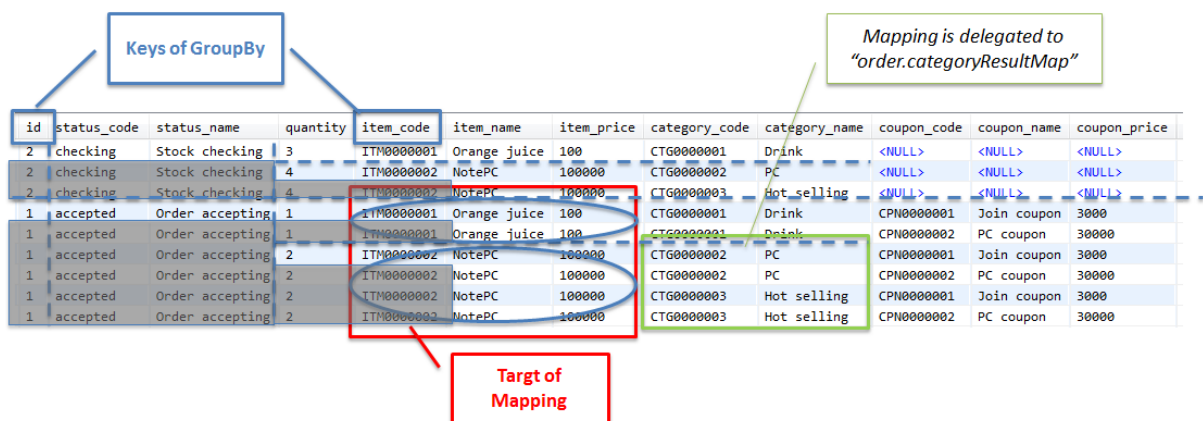 Keys of GroupBy
Mapping is delegated to
“order.categoryResultMap”
id status_code status_name quantity item_code item_name item_price category_code category_name coupon_code coupon_name coupon_price
2 checking Stock checking 3 ITM0000001 Orange juice 100 CTG0000001 Drink <NULL> <NULL> <NULL>
2 checking Stock checking 4 ITM0000002 NotePC 100000 CTG0000002 PC <NULL> <NULL> <NULL>
2 checking Stock checking 4 ITM0000002 NotePC 100000 CTG0000003 Hot selling <NULL> <NULL> <NULL>
1 accepted Order accepting 1 ITM0000001 Orange juice 100 CTG0000001 Drink CPN0000001 Join coupon 3000
1 accepted Order accepting 1 ITM0000001 Orange juice 100 CTG0000001 Drink CPN0000002 PC coupon 30000
1 accepted Order accepting 2 ITM0000002 NotePC 100000 CTG0000002 PC CPN0000001 Join coupon 3000
1 accepted Order accepting 2 ITM0000002 NotePC 100000 CTG0000002 PC CPN0000002 PC coupon 30000
1 accepted Order accepting 2 ITM0000002 NotePC 100000 CTG0000003 Hot selling CPN0000001 Join coupon 3000
1 accepted Order accepting 2 ITM0000002 NotePC 100000 CTG0000003 Hot selling CPN0000002 PC coupon 30000
Targt of
Mapping